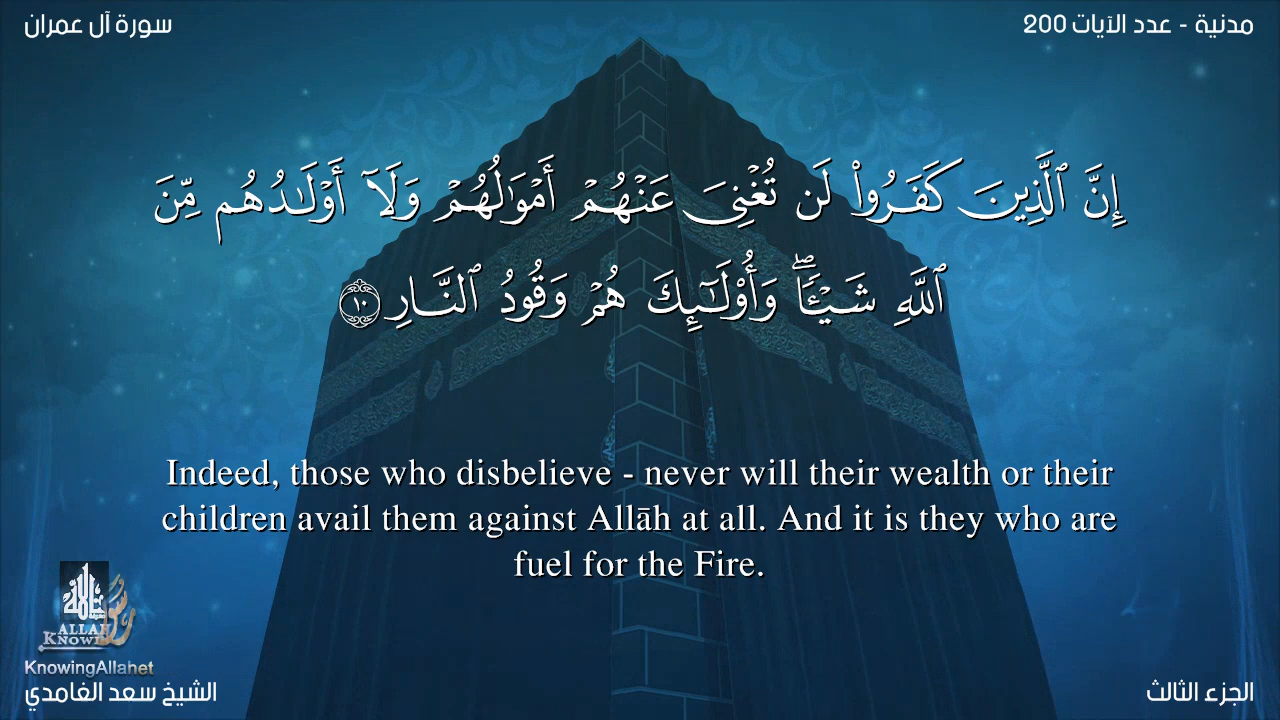 سورة آل عمران
مدنية - عدد الآيات 200
إِنَّ ٱلَّذِينَ كَفَرُوا۟ لَن تُغْنِىَ عَنْهُمْ أَمْوَٰلُهُمْ وَلَآ أَوْلَـٰدُهُم مِّنَ
ٱللَّهِ شَيْـًٔا ۖ وَأُو۟لَـٰٓئِكَ هُمْ وَقُودُ ٱلنَّارِ ١٠
Indeed, those who disbelieve - never will their wealth or their
children avail them against Allāh at all. And it is they who are
fuel for the Fire.
ALLAH
KNOWI
KnowingAllahet
الشيخ سعد الغامدي
الجزء الثالث